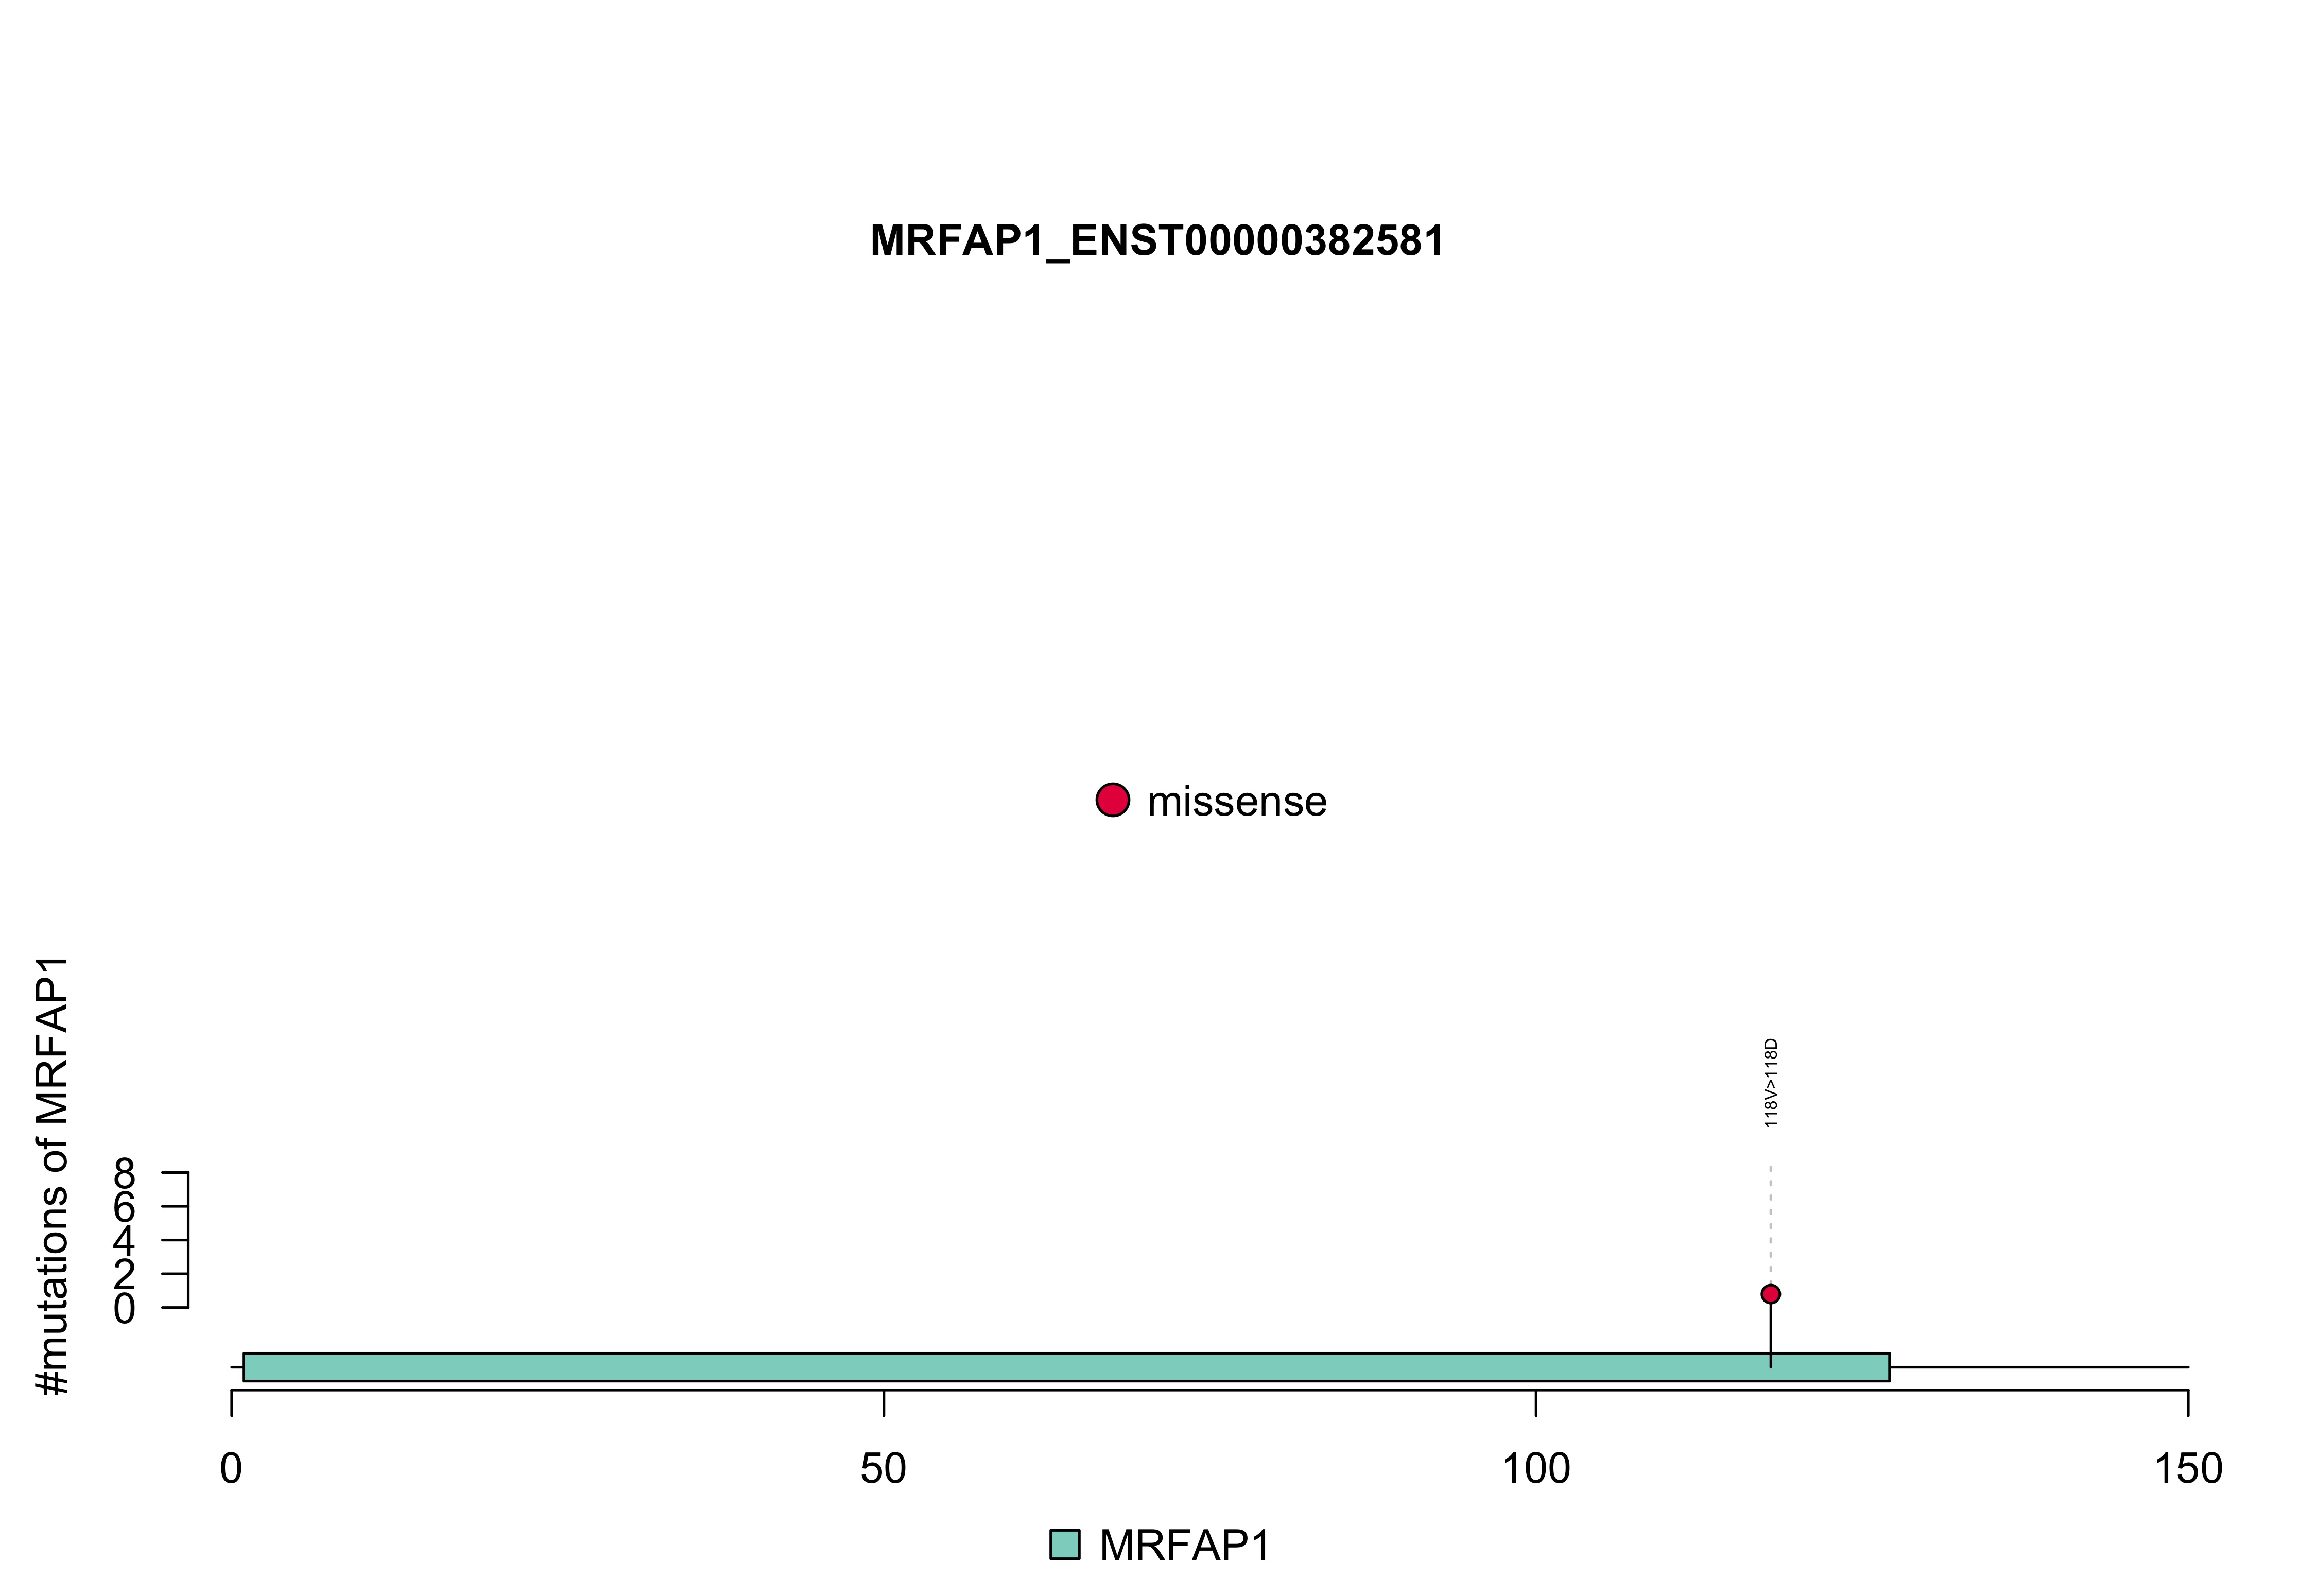 MRFAP1_ENST00000382581
missense
#mutations of MRFAP1
118V>118D
8
6
4
2
0
0 50 100 150
MRFAP1